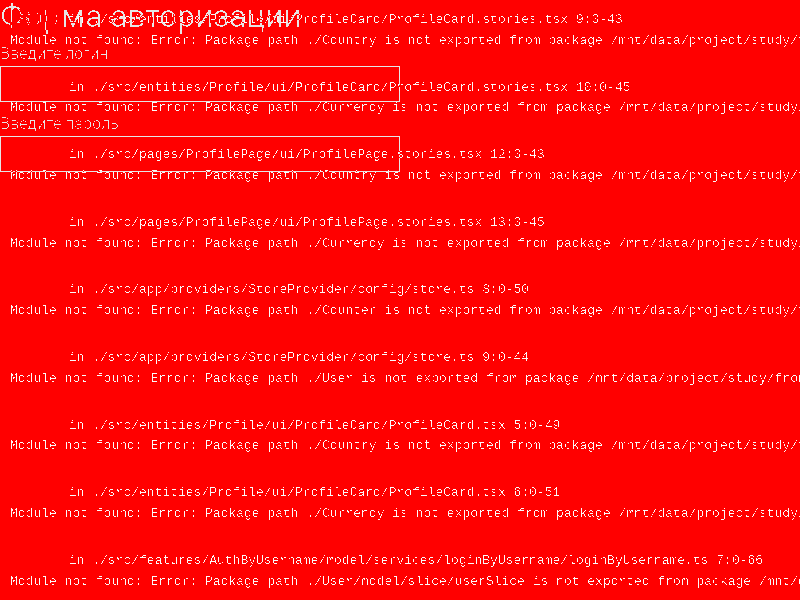 Форма авторизации
in ./src/entities/Profile/ui/ProfileCard/ProfileCard.stories.tsx 9:3-43
Module not found: Error: Package path ./Country is not exported from package /mnt/data/project/study/
Введите логин
in ./src/entities/Profile/ui/ProfileCard/ProfileCard.stories.tsx 10:0-45
Module not found: Error: Package path ./Currency is not exported from package /mnt/data/project/study
Введите пароль
in ./src/pages/ProfilePage/ui/ProfilePage.stories.tsx 12:3-43
Module not found: Error: Package path ./Country is not exported from package /mnt/data/project/study/
in ./src/pages/ProfilePage/ui/ProfilePage.stories.tsx 13:3-45
Module not found: Error: Package path ./Currency is not exported from package /mnt/data/project/study
in ./src/app/providers/StoreProvider/config/store.ts 8:0-50
Module not found: Error: Package path ./Counter is not exported from package /mnt/data/project/study/
in ./src/app/providers/StoreProvider/config/store.ts 9:0-44
Module not found: Error: Package path ./User is not exported from package /mnt/data/project/study/fro
in ./src/entities/Profile/ui/ProfileCard/ProfileCard.tsx 5:0-49
Module not found: Error: Package path ./Country is not exported from package /mnt/data/project/study/
in ./src/entities/Profile/ui/ProfileCard/ProfileCard.tsx 6:0-51
Module not found: Error: Package path ./Currency is not exported from package /mnt/data/project/study
in ./src/features/AuthByUsername/model/services/loginByUsername/loginByUsername.ts 7:0-66
Module not found: Error: Package path ./User/model/slice/userSlice is not exported from package /mnt/